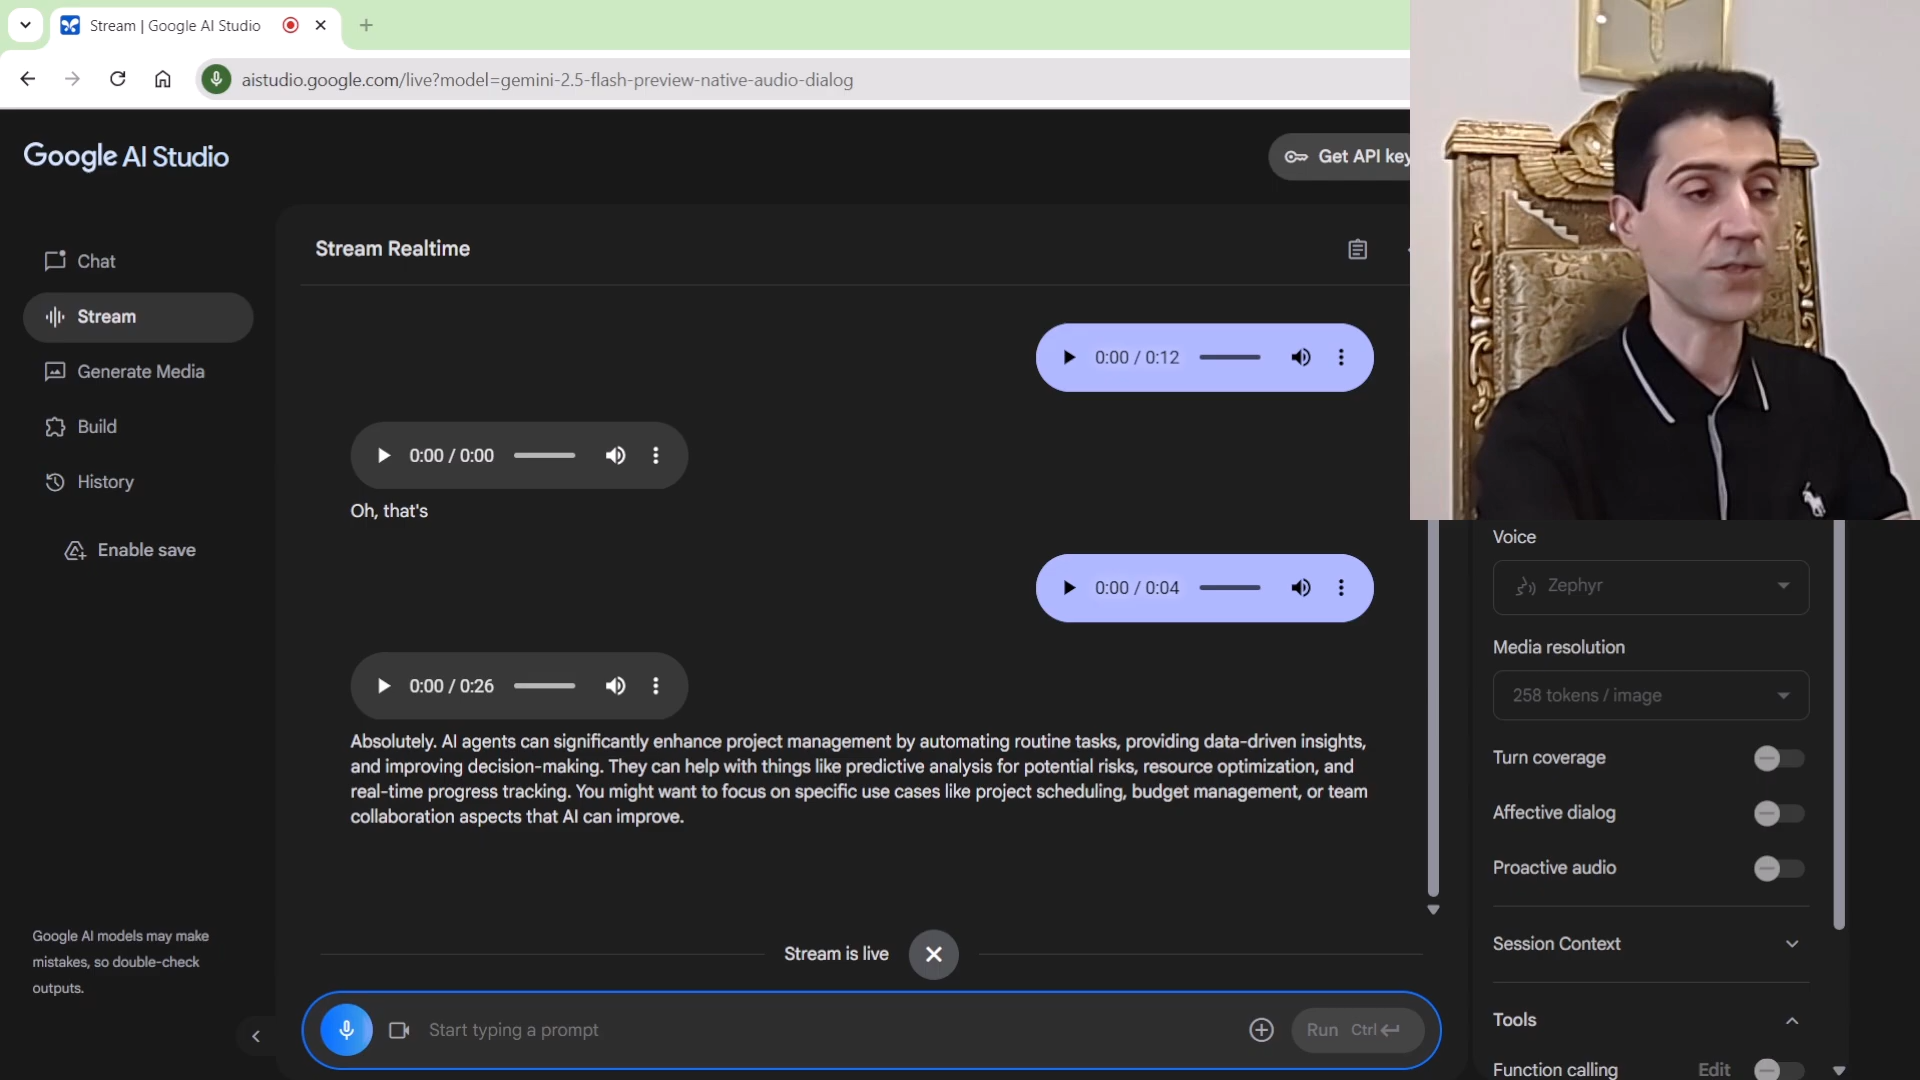 Stream | Google AI Studio
aistudio.google.com/live?model=gemini-2.5-flash-preview-native-audio-dialog
Google AI Studio
Get API key
Chat
Stream
Generate Media
Build
History
Enable save
Google AI models may make
mistakes, so double-check
outputs.
Stream Realtime
0:00 / 0:12
0:00 / 0:00
Oh, that's
0:00 / 0:04
0:00 / 0:26
Absolutely. AI agents can significantly enhance project management by automating routine tasks, providing data-driven insights,
and improving decision-making. They can help with things like predictive analysis for potential risks, resource optimization, and
real-time progress tracking. You might want to focus on specific use cases like project scheduling, budget management, or team
collaboration aspects that AI can improve.
Stream is live
Start typing a prompt
Run Ctrl
Voice
Zephyr
Media resolution
258 tokens / image
Turn coverage
Affective dialog
Proactive audio
Session Context
Tools
Function calling Edit